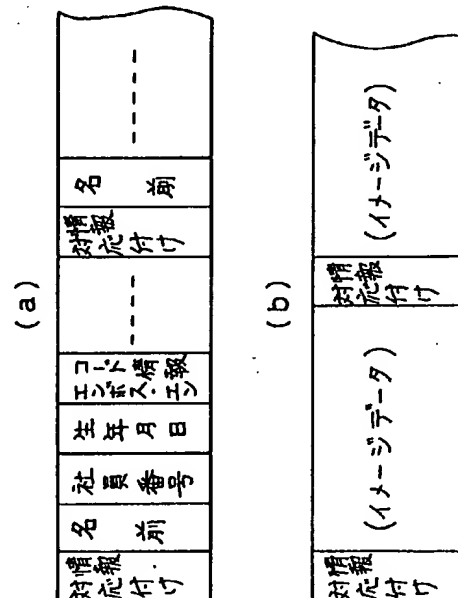 (a)
対応付け
情報
名前
社員番号
生年月日
エンボス・エン
コード情報
対応付け
情報
名前
(b)
対応付け
情報
(イメージデータ)
対応付け
情報
(イメージデータ)